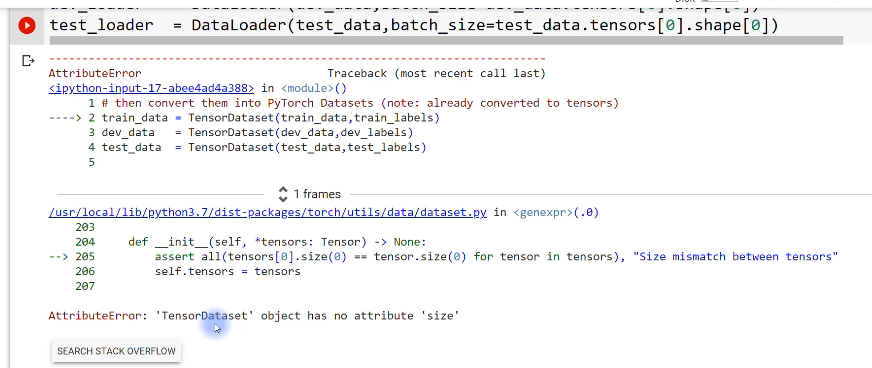 test_loader  = DataLoader(test_data,batch_size=test_data.tensors[0].shape[0])
---------------------------------------------------------------------------
AttributeError                            Traceback (most recent call last)
<ipython-input-17-abee4ad4a388> in <module>()
      1 # then convert them into PyTorch Datasets (note: already converted to tensors)
----> 2 train_data = TensorDataset(train_data,train_labels)
      3 dev_data   = TensorDataset(dev_data,dev_labels)
      4 test_data  = TensorDataset(test_data,test_labels)
      5
1 frames
/usr/local/lib/python3.7/dist-packages/torch/utils/data/dataset.py in <genexpr>(.0)
    203
    204     def __init__(self, *tensors: Tensor) -> None:
--> 205         assert all(tensors[0].size(0) == tensor.size(0) for tensor in tensors), "Size mismatch between tensors"
    206         self.tensors = tensors
    207
AttributeError: 'TensorDataset' object has no attribute 'size'
SEARCH STACK OVERFLOW